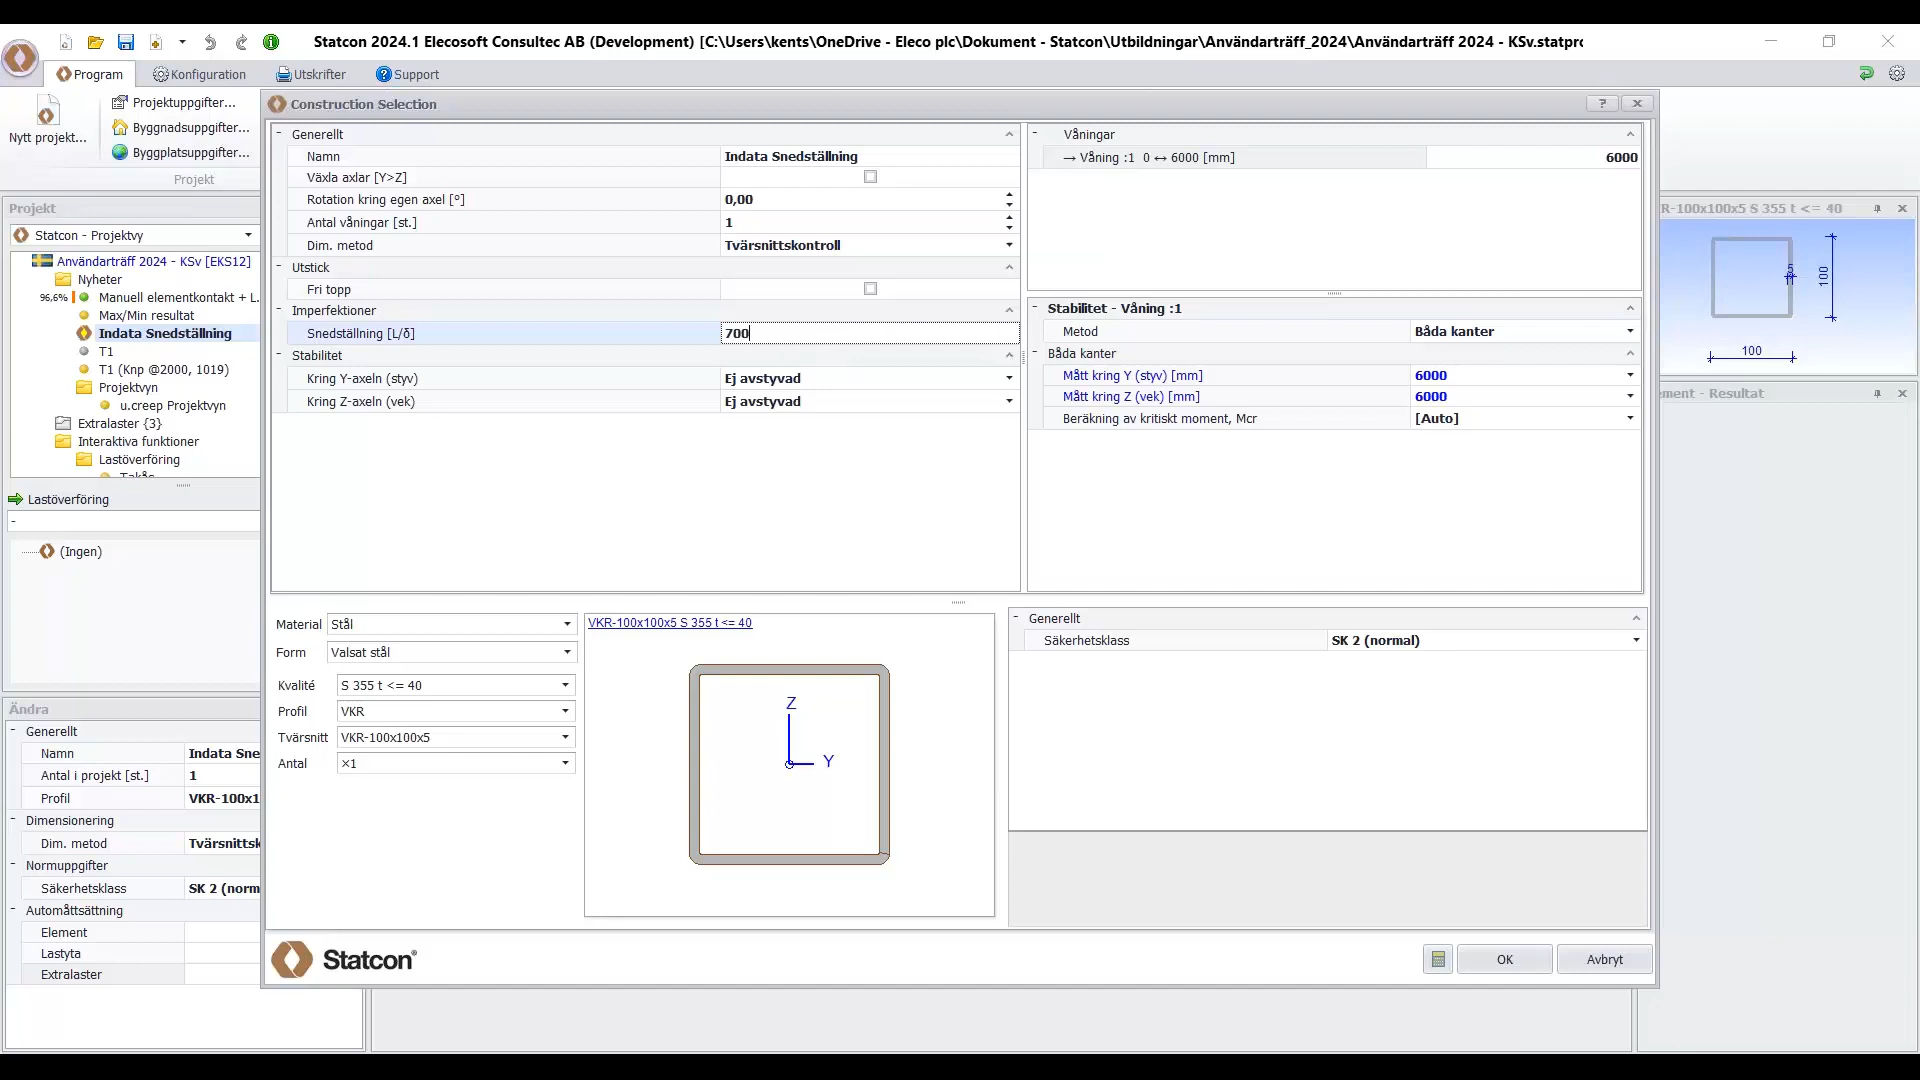 Statcon 2024.1 Elecosoft Consultec AB (Development) [C:\Users\kents\OneDrive - Eleco plc\Dokument - Statcon\Utbildningar\Användarträff_2024\Användarträff 2024 - KSv.statpro
Program
Konfiguration
Utskrifter
Support
Nytt projekt...
Projektuppgifter...
Byggnadsuppgifter...
Byggplatsuppgifter...
Projekt
Projekt
Statcon - Projektvy
Användarträff 2024 - KSv [EKS12]
Nyheter
96,6% Manuell elementkontakt + L.
Max/Min resultat
Indata Snedställning
T1
T1 (Knp @2000, 1019)
Projektvyn
u.creep Projektvyn
Extralaster {3}
Interaktiva funktioner
Lastöverföring
Takås
Lastöverföring
-
(Ingen)
Ändra
Generellt
Namn Indata Sne
Antal i projekt [st.] 1
Profil VKR-100x1
Dimensionering
Dim. metod Tvärsnittsk
Normuppgifter
Säkerhetsklass SK 2 (norm
Automåttsättning
Element
Lastyta
Extralaster
Construction Selection
?
Generellt
Namn Indata Snedställning
Växla axlar [Y>Z]
Rotation kring egen axel [°] 0,00
Antal våningar [st.] 1
Dim. metod Tvärsnittskontroll
Utstick
Fri topp
Imperfektioner
Snedställning [L/δ] 700
Stabilitet
Kring Y-axeln (styv) Ej avstyvad
Kring Z-axeln (vek) Ej avstyvad
Våningar
→ Våning :1 0 ↔ 6000 [mm] 6000
Stabilitet - Våning :1
Metod Båda kanter
Båda kanter
Mått kring Y (styv) [mm] 6000
Mått kring Z (vek) [mm] 6000
Beräkning av kritiskt moment, Mcr [Auto]
Material Stål
Form Valsat stål
Kvalité S 355 t <= 40
Profil VKR
Tvärsnitt VKR-100x100x5
Antal ×1
VKR-100x100x5 S 355 t <= 40
Z
Y
Generellt
Säkerhetsklass SK 2 (normal)
Statcon®
OK
Avbryt
R-100x100x5 S 355 t <= 40
5
100
100
ement - Resultat